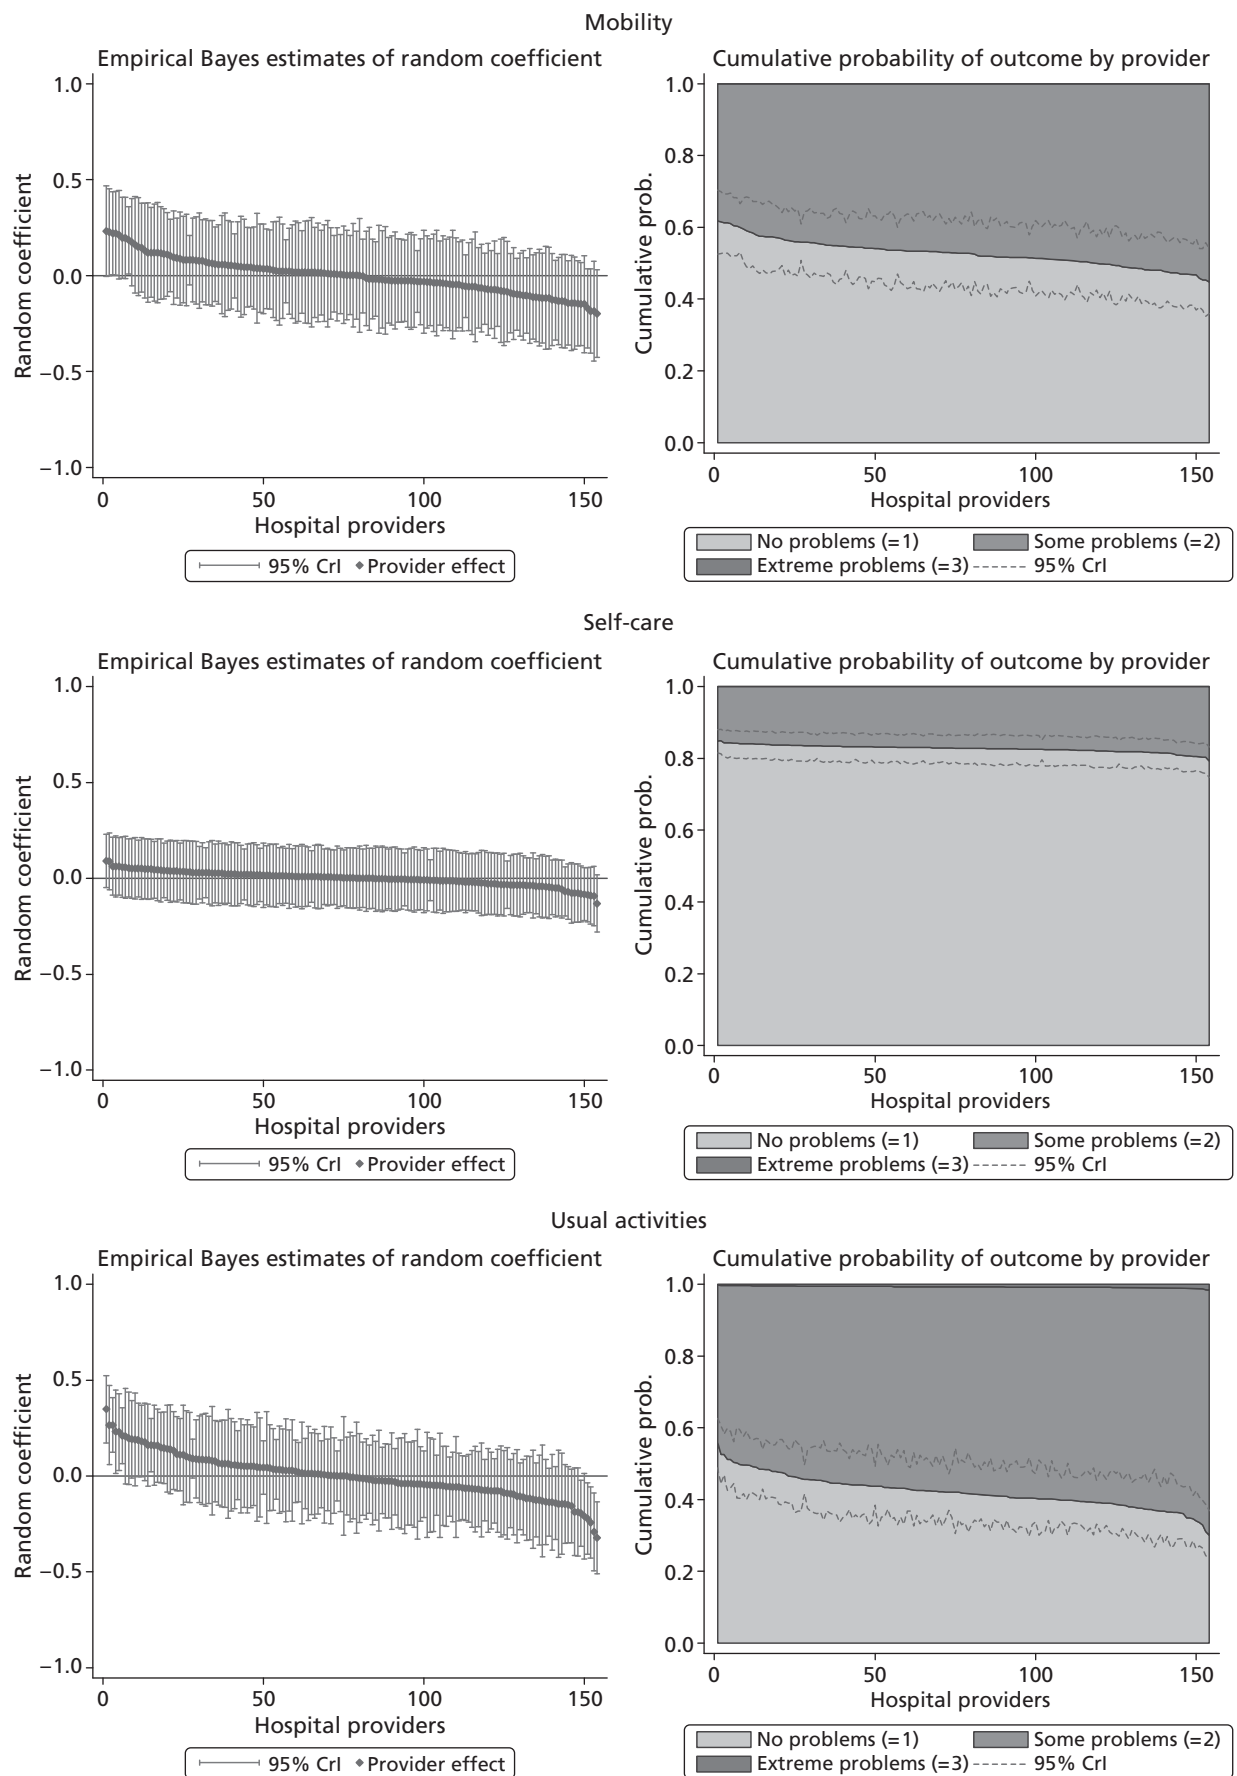 Mobility
Empirical Bayes estimates of random coefficient
1.0
0.5
0.0
−0.5
−1.0
Random coefficient
0 50 100 150
Hospital providers
95% CrI Provider effect
Cumulative probability of outcome by provider
1.0
0.8
0.6
0.4
0.2
0.0
Cumulative prob.
0 50 100 150
Hospital providers
No problems (=1) Some problems (=2)
Extreme problems (=3) 95% CrI
Self-care
Empirical Bayes estimates of random coefficient
1.0
0.5
0.0
−0.5
−1.0
Random coefficient
0 50 100 150
Hospital providers
95% CrI Provider effect
Cumulative probability of outcome by provider
1.0
0.8
0.6
0.4
0.2
0.0
Cumulative prob.
0 50 100 150
Hospital providers
No problems (=1) Some problems (=2)
Extreme problems (=3) 95% CrI
Usual activities
Empirical Bayes estimates of random coefficient
1.0
0.5
0.0
−0.5
−1.0
Random coefficient
0 50 100 150
Hospital providers
95% CrI Provider effect
Cumulative probability of outcome by provider
1.0
0.8
0.6
0.4
0.2
0.0
Cumulative prob.
0 50 100 150
Hospital providers
No problems (=1) Some problems (=2)
Extreme problems (=3) 95% CrI